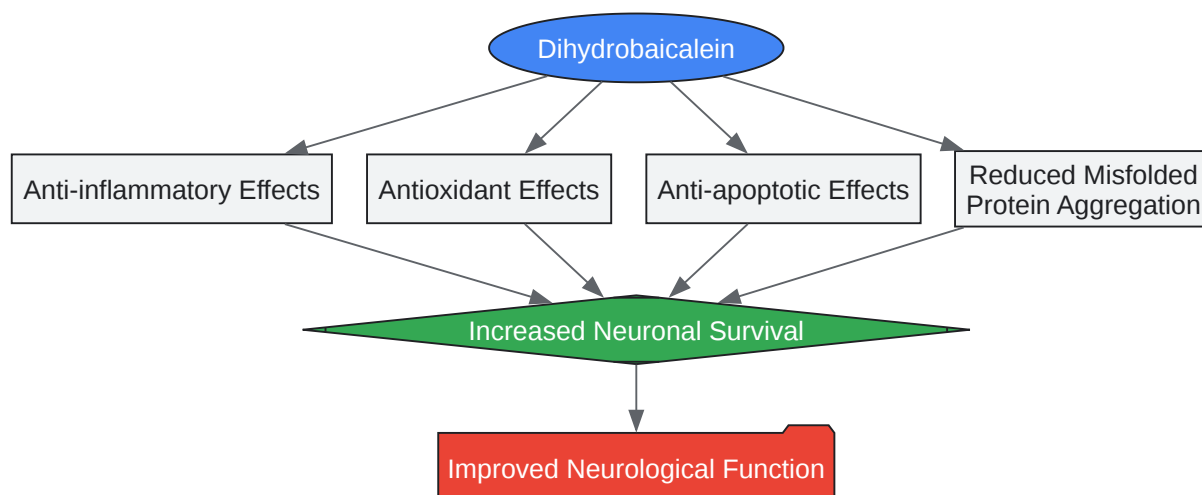 Dihydrobaicalein
Anti-inflammatory Effects
Antioxidant Effects
Anti-apoptotic Effects
Reduced Misfolded
Protein Aggregation
Increased Neuronal Survival
Improved Neurological Function